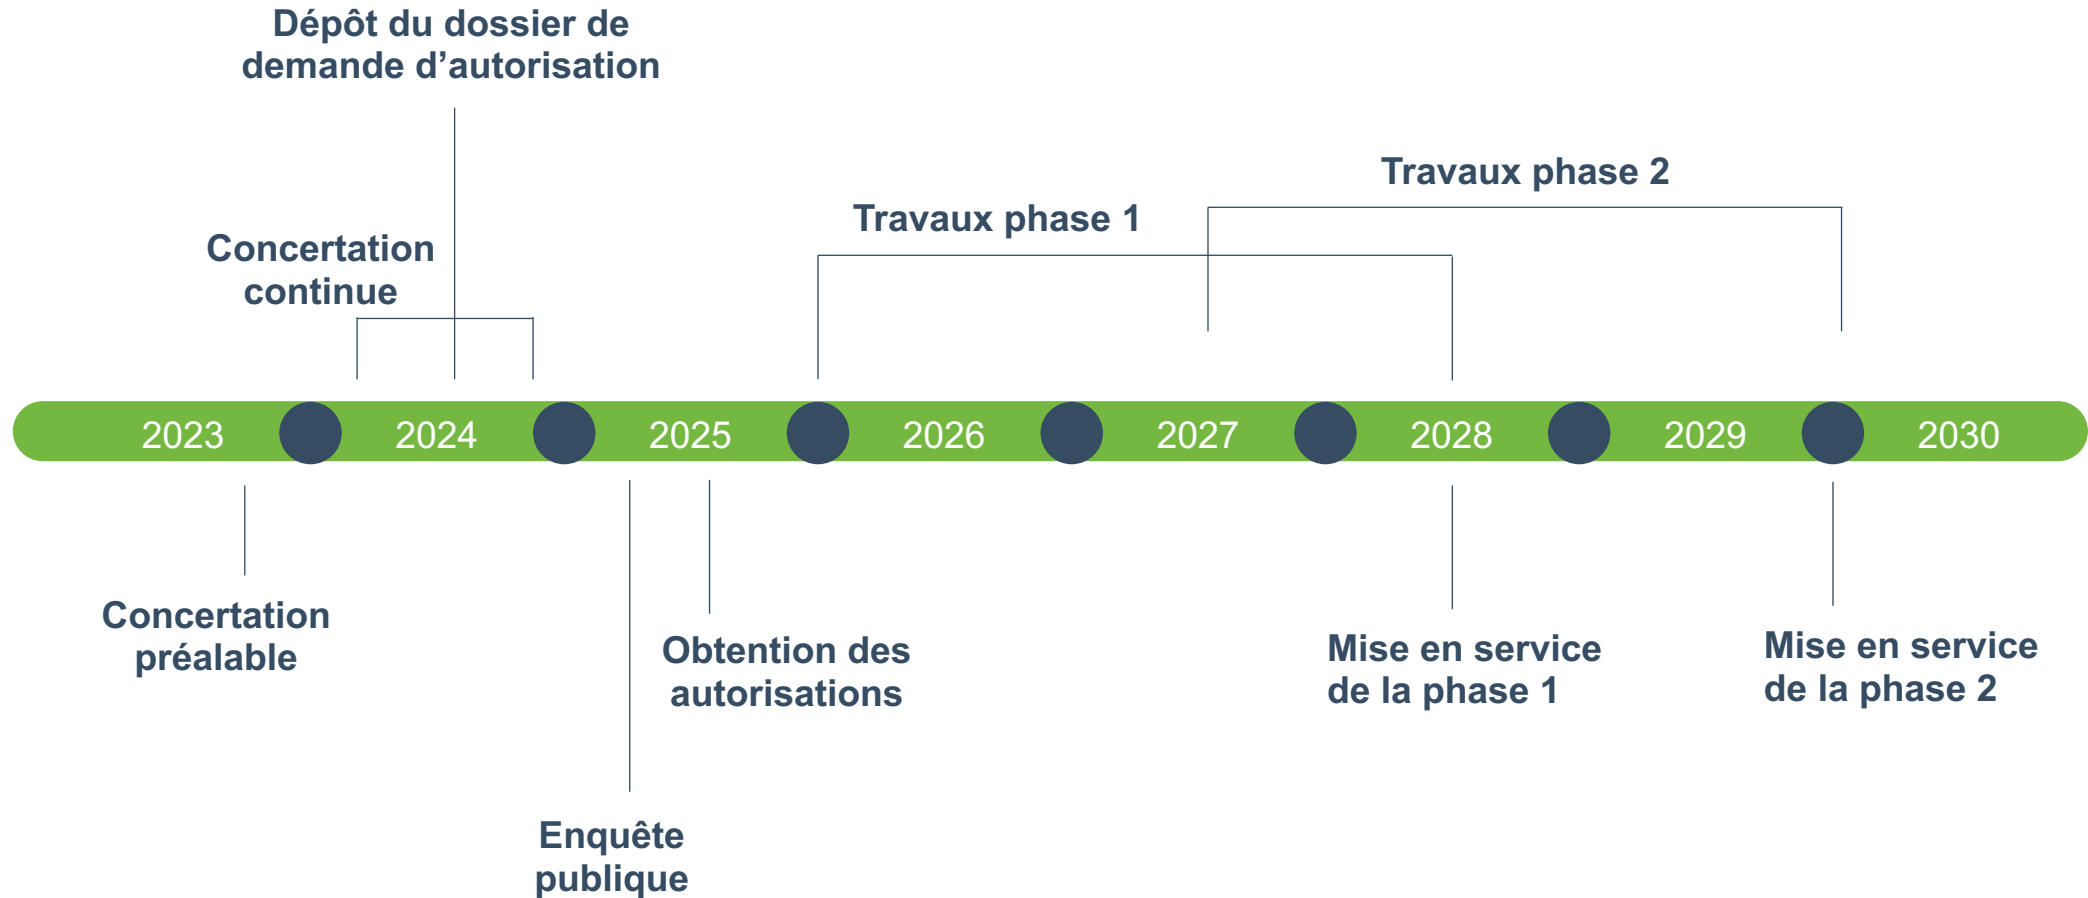 Dépôt du dossier de
demande d’autorisation
Travaux phase 2
Travaux phase 1
Concertation
continue
2023
2024
2025
2026
2027
2028
2029
2030
Concertation
préalable
Obtention des
autorisations
Mise en service
de la phase 1
Mise en service
de la phase 2
Enquête
publique